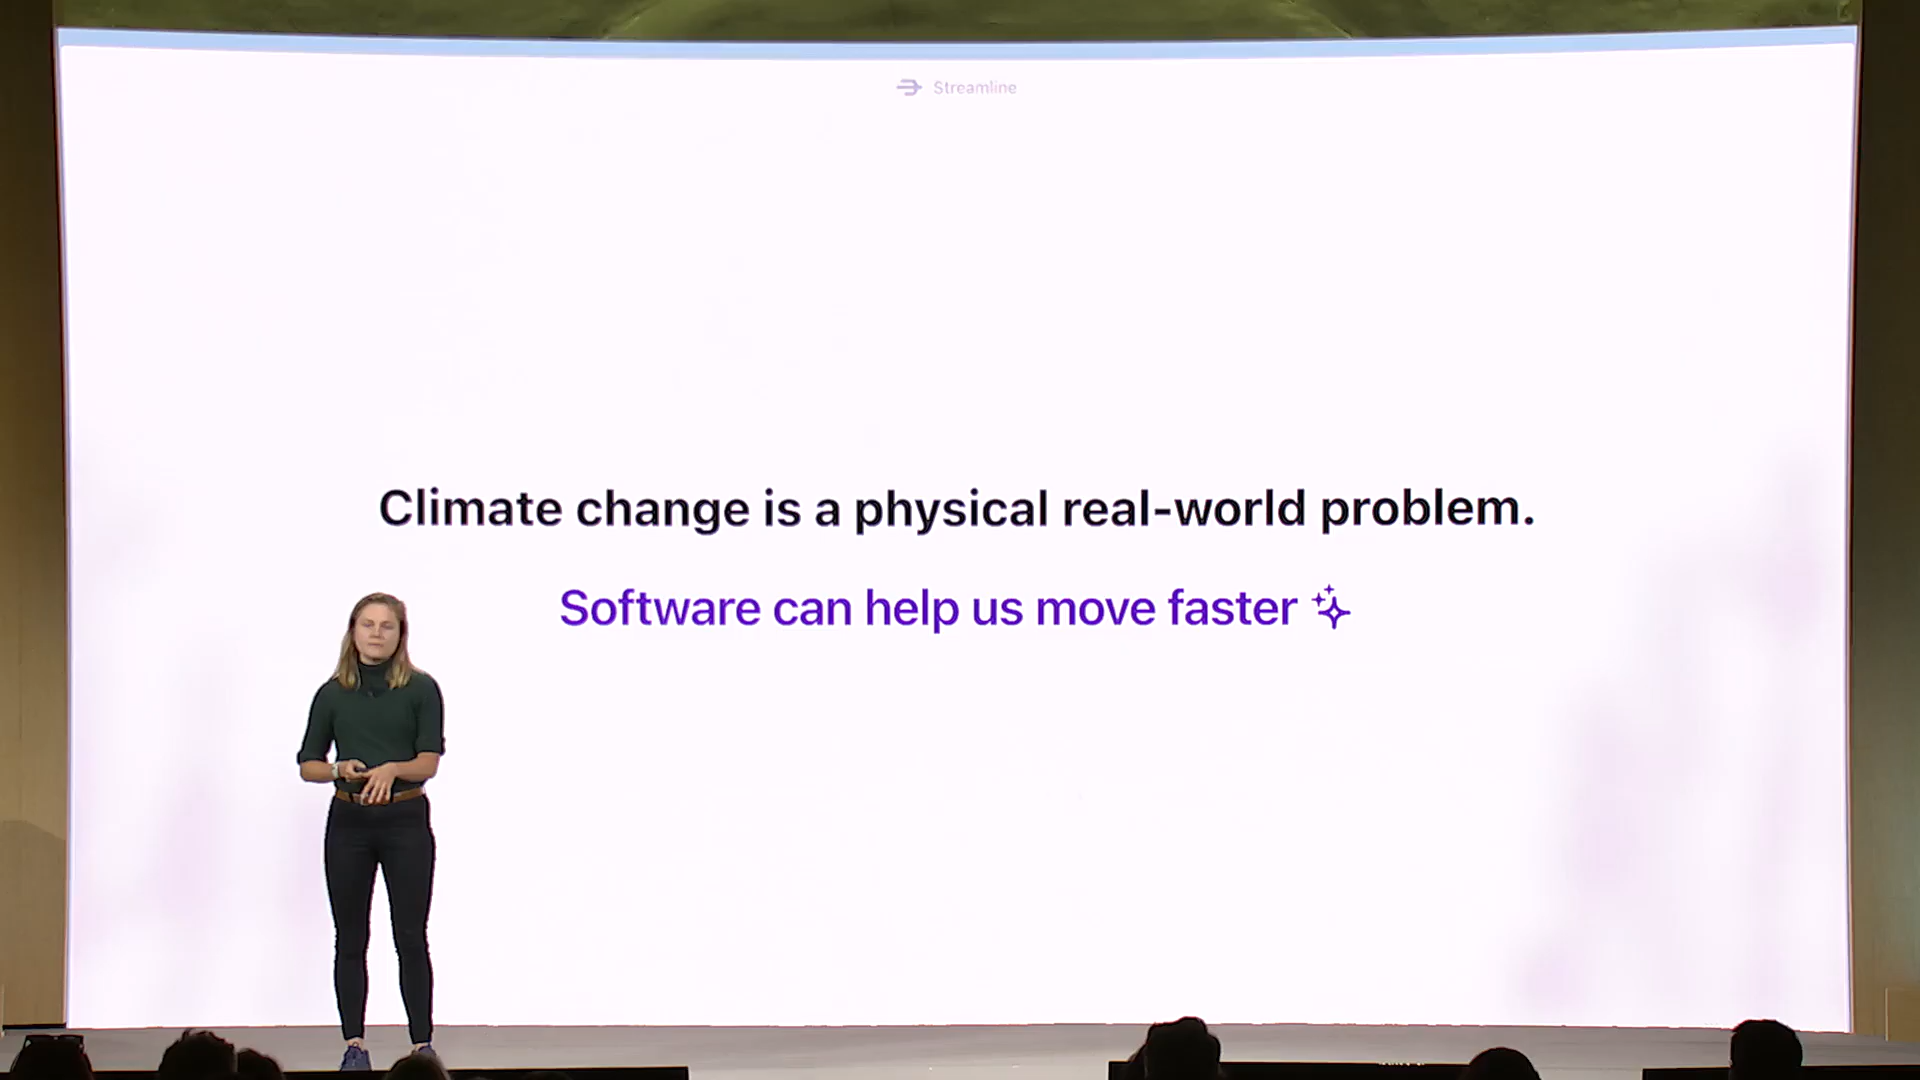 Streamline
Climate change is a physical real-world problem.
Software can help us move faster